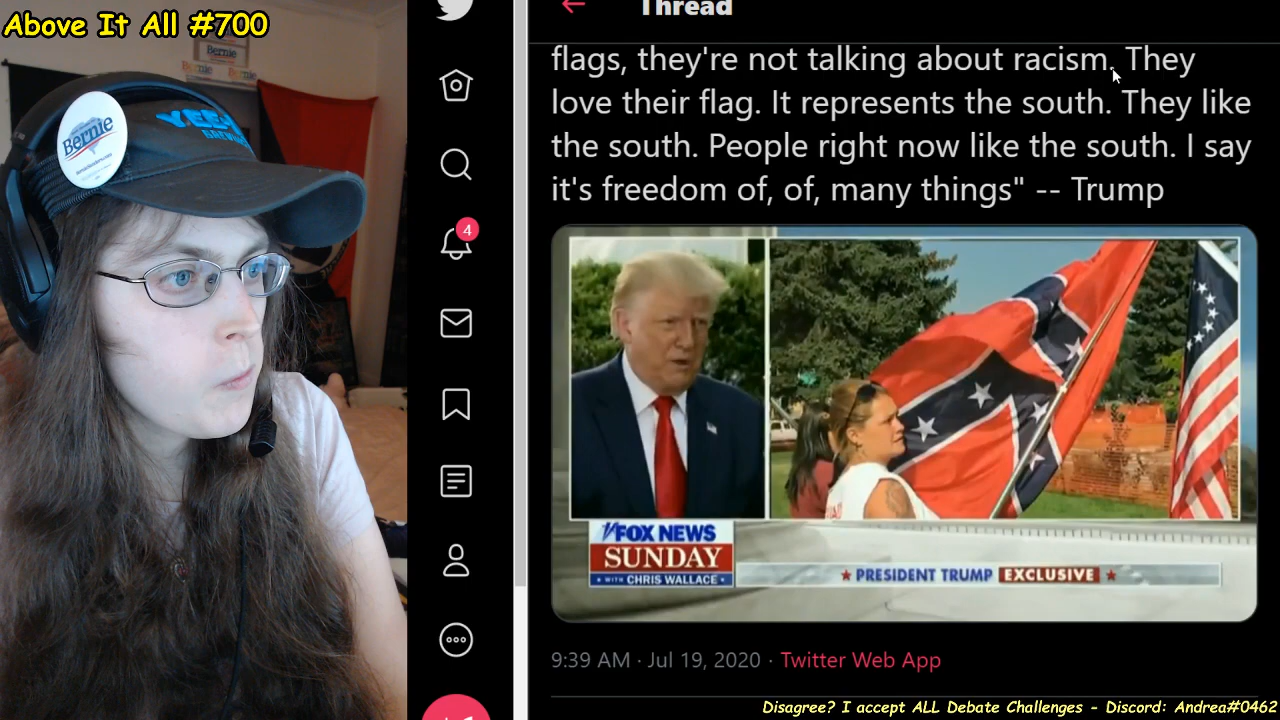 Above It All #700
Bernie
Bernie
YEE
BREWING
Thread
flags, they're not talking about racism. They
love their flag. It represents the south. They like
the south. People right now like the south. I say
it's freedom of, of, many things" -- Trump
4
FOX NEWS
SUNDAY
WITH CHRIS WALLACE
PRESIDENT TRUMP EXCLUSIVE
9:39 AM · Jul 19, 2020 · Twitter Web App
Disagree? I accept ALL Debate Challenges - Discord: Andrea#0462